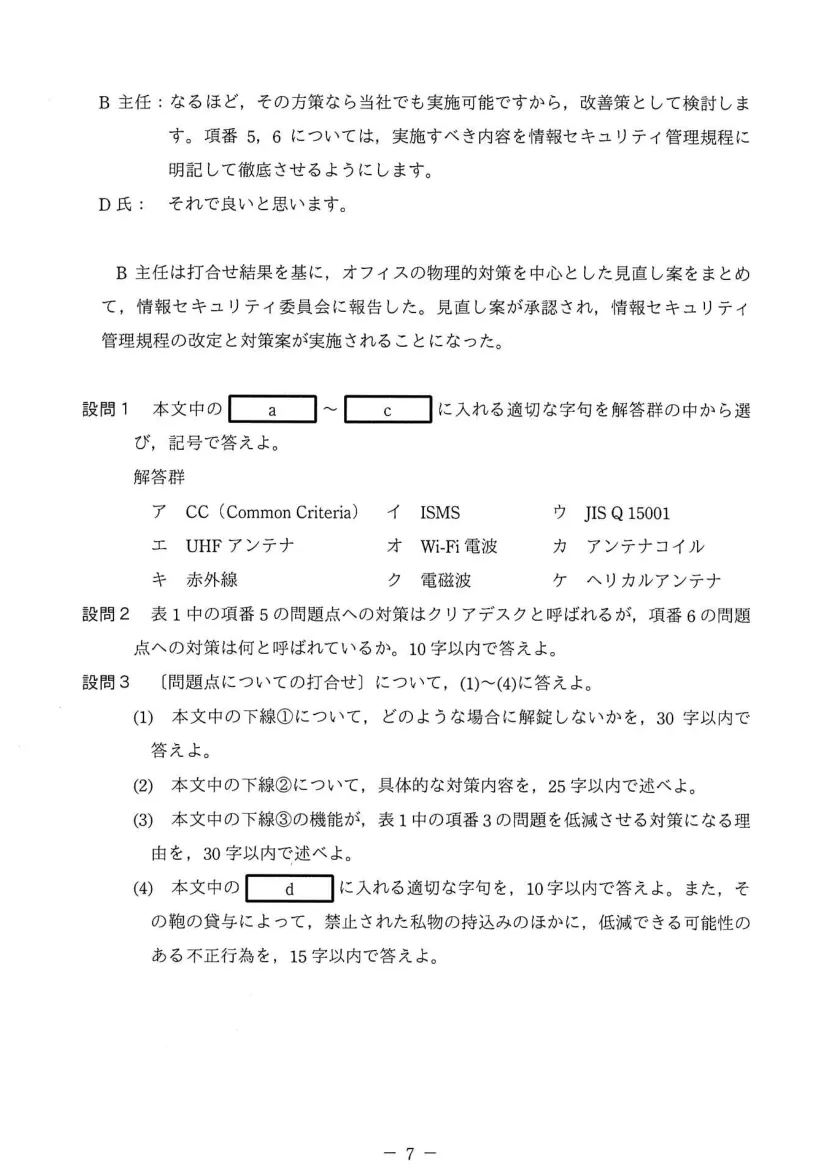 B 主任：なるほど，その方策なら当社でも実施可能ですから，改善策として検討しま
す。項番 5，6 については，実施すべき内容を情報セキュリティ管理規程に
明記して徹底させるようにします。
D 氏： それで良いと思います。
B 主任は打合せ結果を基に，オフィスの物理的対策を中心とした見直し案をまとめ
て，情報セキュリティ委員会に報告した。見直し案が承認され，情報セキュリティ
管理規程の改定と対策案が実施されることになった。
設問1 本文中の a ～ c に入れる適切な字句を解答群の中から選
び，記号で答えよ。
解答群
ア CC（Common Criteria） イ ISMS ウ JIS Q 15001
エ UHF アンテナ オ Wi-Fi 電波 カ アンテナコイル
キ 赤外線 ク 電磁波 ケ ヘリカルアンテナ
設問2 表 1 中の項番 5 の問題点への対策はクリアデスクと呼ばれるが，項番 6 の問題
点への対策は何と呼ばれているか。10 字以内で答えよ。
設問3 〔問題点についての打合せ〕について，(1)～(4)に答えよ。
(1) 本文中の下線①について，どのような場合に解錠しないかを，30 字以内で
答えよ。
(2) 本文中の下線②について，具体的な対策内容を，25 字以内で述べよ。
(3) 本文中の下線③の機能が，表 1 中の項番 3 の問題を低減させる対策になる理
由を，30 字以内で述べよ。
(4) 本文中の d に入れる適切な字句を，10 字以内で答えよ。また，そ
の鞄の貸与によって，禁止された私物の持込みのほかに，低減できる可能性の
ある不正行為を，15 字以内で答えよ。
－ 7 －